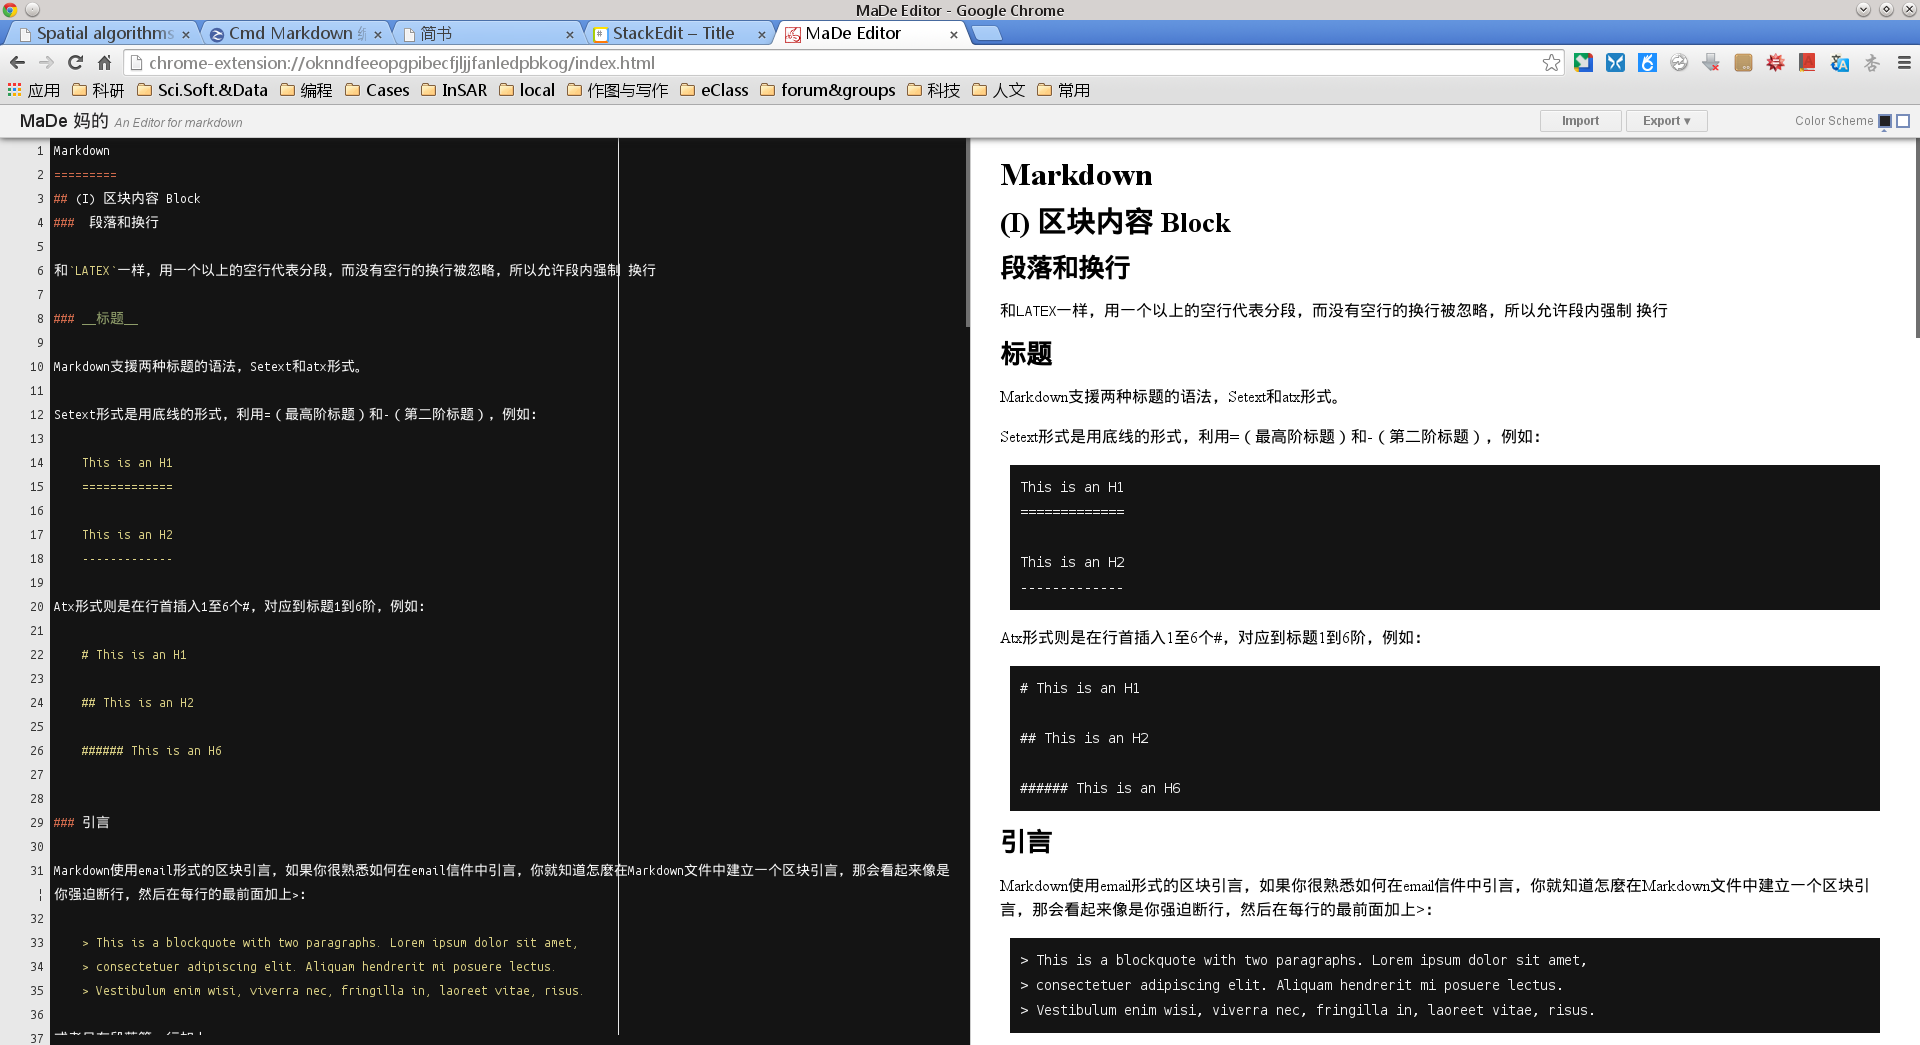 MaDe Editor - Google Chrome
Spatial algorithms
Cmd Markdown
简书
StackEdit – Title
MaDe Editor
chrome-extension://oknndfeeopgpibecfjljjfanledpbkog/index.html
应用 科研 Sci.Soft.&Data 编程 Cases InSAR local 作图与写作 eClass forum&groups 科技 人文 常用
MaDe 妈的 An Editor for markdown
Import Export ▾ Color Scheme
1 Markdown
2 =========
3 ## (I) 区块内容 Block
4 ###  段落和换行
5
6 和`LATEX`一样，用一个以上的空行代表分段，而没有空行的换行被忽略，所以允许段内强制 换行
7
8 ### __标题__
9
10 Markdown支援两种标题的语法，Setext和atx形式。
11
12 Setext形式是用底线的形式，利用=（最高阶标题）和-（第二阶标题），例如：
13
14     This is an H1
15     =============
16
17     This is an H2
18     -------------
19
20 Atx形式则是在行首插入1至6个#，对应到标题1到6阶，例如：
21
22     # This is an H1
23
24     ## This is an H2
25
26     ###### This is an H6
27
28
29 ### 引言
30
31 Markdown使用email形式的区块引言，如果你很熟悉如何在email信件中引言，你就知道怎麼在Markdown文件中建立一个区块引言，那会看起来像是
你强迫断行，然后在每行的最前面加上>：
32
33     > This is a blockquote with two paragraphs. Lorem ipsum dolor sit amet,
34     > consectetuer adipiscing elit. Aliquam hendrerit mi posuere lectus.
35     > Vestibulum enim wisi, viverra nec, fringilla in, laoreet vitae, risus.
36
37
Markdown
(I) 区块内容 Block
段落和换行
和LATEX一样，用一个以上的空行代表分段，而没有空行的换行被忽略，所以允许段内强制 换行
标题
Markdown支援两种标题的语法，Setext和atx形式。
Setext形式是用底线的形式，利用=（最高阶标题）和-（第二阶标题），例如：
This is an H1
=============
This is an H2
-------------
Atx形式则是在行首插入1至6个#，对应到标题1到6阶，例如：
# This is an H1
## This is an H2
###### This is an H6
引言
Markdown使用email形式的区块引言，如果你很熟悉如何在email信件中引言，你就知道怎麼在Markdown文件中建立一个区块引
言，那会看起来像是你强迫断行，然后在每行的最前面加上>：
> This is a blockquote with two paragraphs. Lorem ipsum dolor sit amet,
> consectetuer adipiscing elit. Aliquam hendrerit mi posuere lectus.
> Vestibulum enim wisi, viverra nec, fringilla in, laoreet vitae, risus.